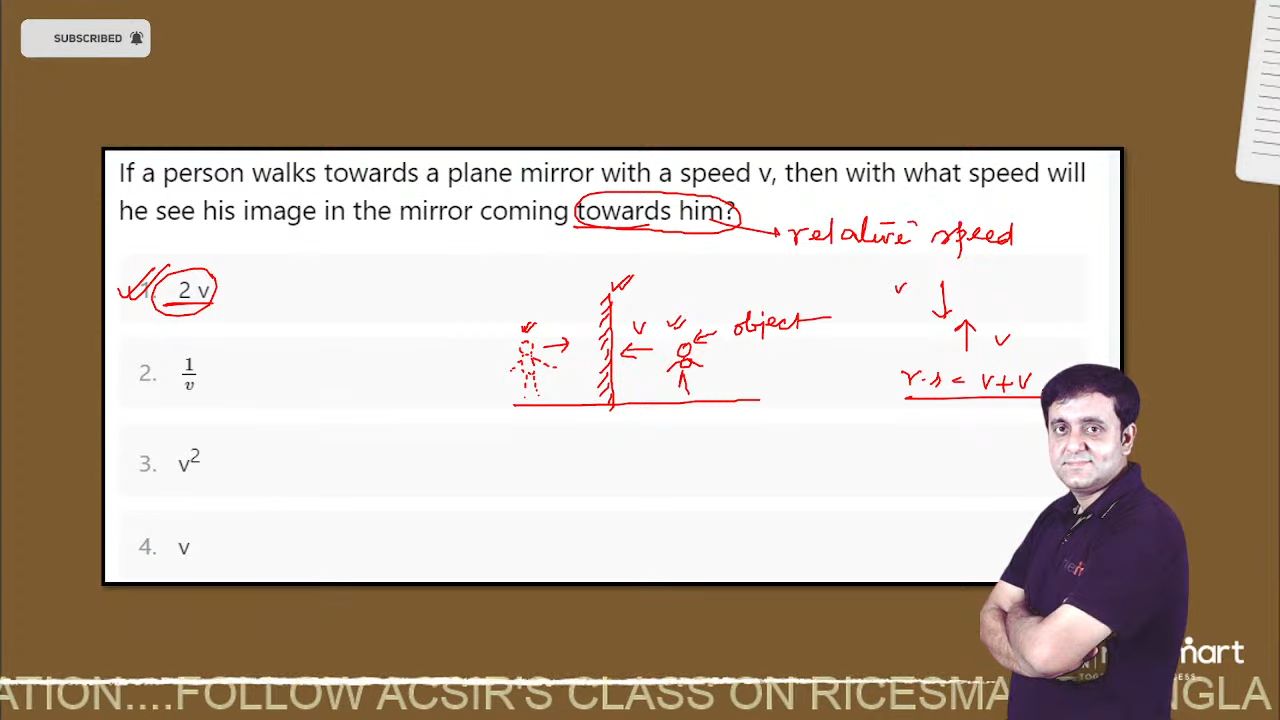 SUBSCRIBED
If a person walks towards a plane mirror with a speed v, then with what speed will
he see his image in the mirror coming towards him?
relative speed
1. 2 v
v
v
object
v
r.s = v+v
2. 1/v
3. v²
4. v
ATION....FOLLOW ACSIR'S CLASS ON RICESMA
NGLA